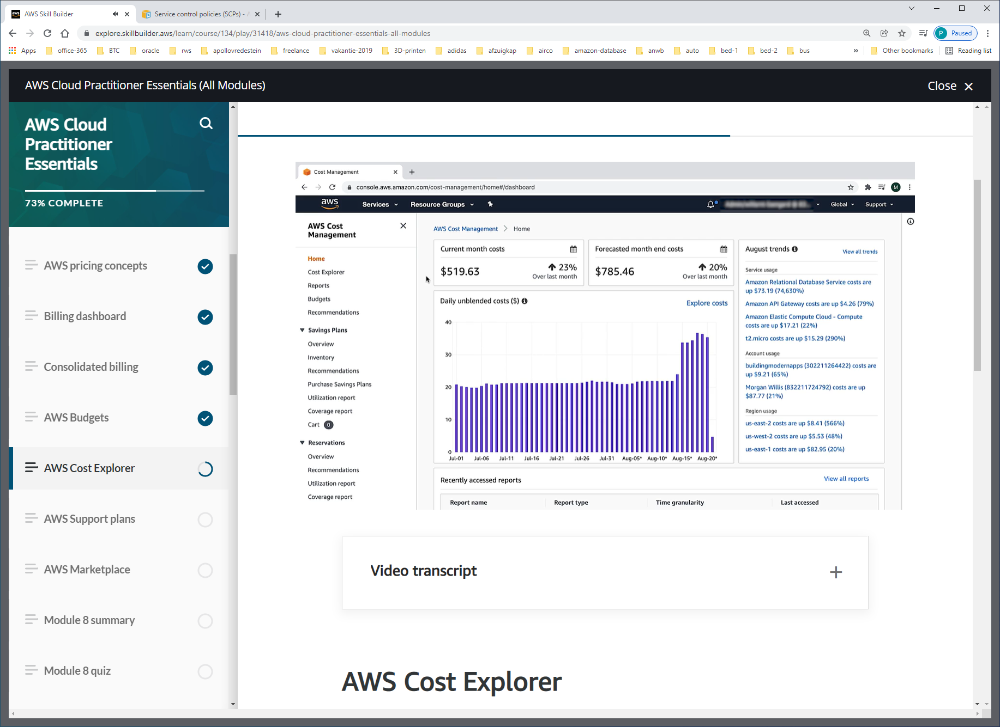 AWS Skill Builder
Service control policies (SCPs) - A
explore.skillbuilder.aws/learn/course/134/play/31418/aws-cloud-practitioner-essentials-all-modules
P Paused
Apps office-365 BTC oracle rws apollovredestein freelance vakantie-2019 3D-printen adidas afzuigkap airco amazon-database anwb auto bed-1 bed-2 bus » Other bookmarks Reading list
AWS Cloud Practitioner Essentials (All Modules)
Close
AWS Cloud
Practitioner
Essentials
73% COMPLETE
AWS pricing concepts
Billing dashboard
Consolidated billing
AWS Budgets
AWS Cost Explorer
AWS Support plans
AWS Marketplace
Module 8 summary
Module 8 quiz
Cost Management
console.aws.amazon.com/cost-management/home#/dashboard
M
aws Services Resource Groups
Global Support
AWS Cost
Management
Home
Cost Explorer
Reports
Budgets
Recommendations
Savings Plans
Overview
Inventory
Recommendations
Purchase Savings Plans
Utilization report
Coverage report
Cart 0
Reservations
Overview
Recommendations
Utilization report
Coverage report
AWS Cost Management > Home
Current month costs
$519.63
23%
Over last month
Forecasted month end costs
$785.46
20%
Over last month
Daily unblended costs ($)
Explore costs
40
30
20
10
0
Jul-01 Jul-06 Jul-11 Jul-16 Jul-21 Jul-26 Jul-31 Aug-05* Aug-10* Aug-15* Aug-20*
August trends
View all trends
Service usage
Amazon Relational Database Service costs are
up $73.19 (74,630%)
Amazon API Gateway costs are up $4.26 (79%)
Amazon Elastic Compute Cloud - Compute
costs are up $17.21 (22%)
t2.micro costs are up $15.29 (290%)
Account usage
buildingmodernapps (302211264422) costs are
up $9.21 (65%)
Morgan Willis (832211724792) costs are up
$87.77 (21%)
Region usage
us-east-2 costs are up $8.41 (566%)
us-west-2 costs are up $5.53 (48%)
us-east-1 costs are up $82.95 (20%)
Recently accessed reports
View all reports
Report name Report type Time granularity Last accessed
Video transcript
AWS Cost Explorer